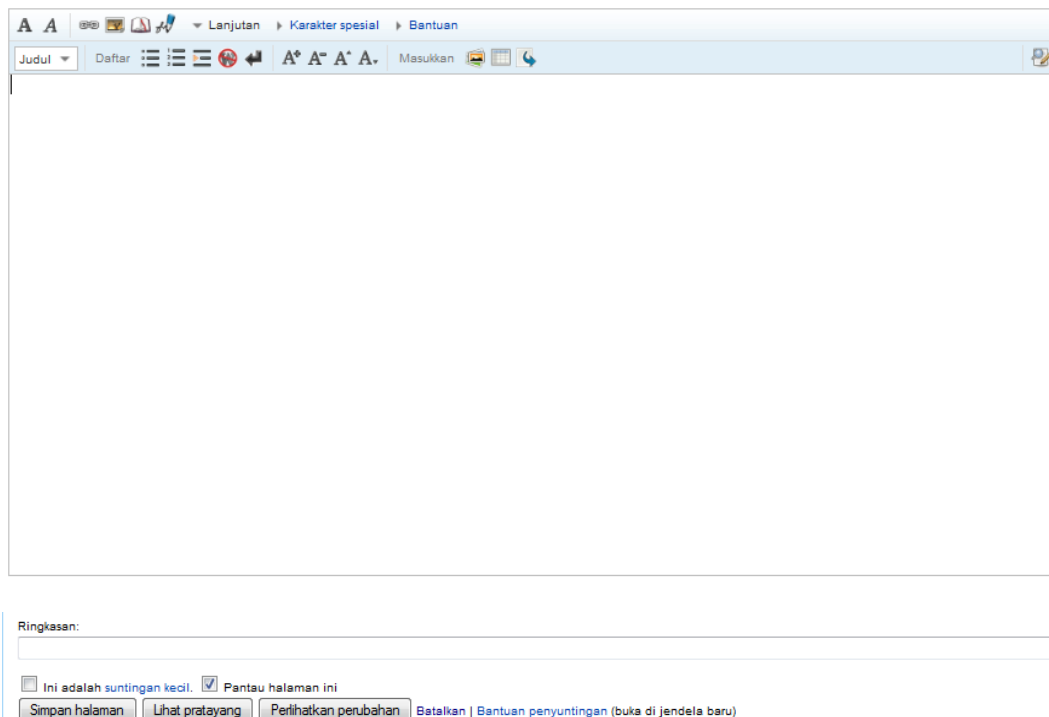 A A Lanjutan Karakter spesial Bantuan
Judul Daftar A A A A Masukkan
Ringkasan:
Ini adalah suntingan kecil. Pantau halaman ini
Simpan halaman Lihat pratayang Perlihatkan perubahan Batalkan | Bantuan penyuntingan (buka di jendela baru)